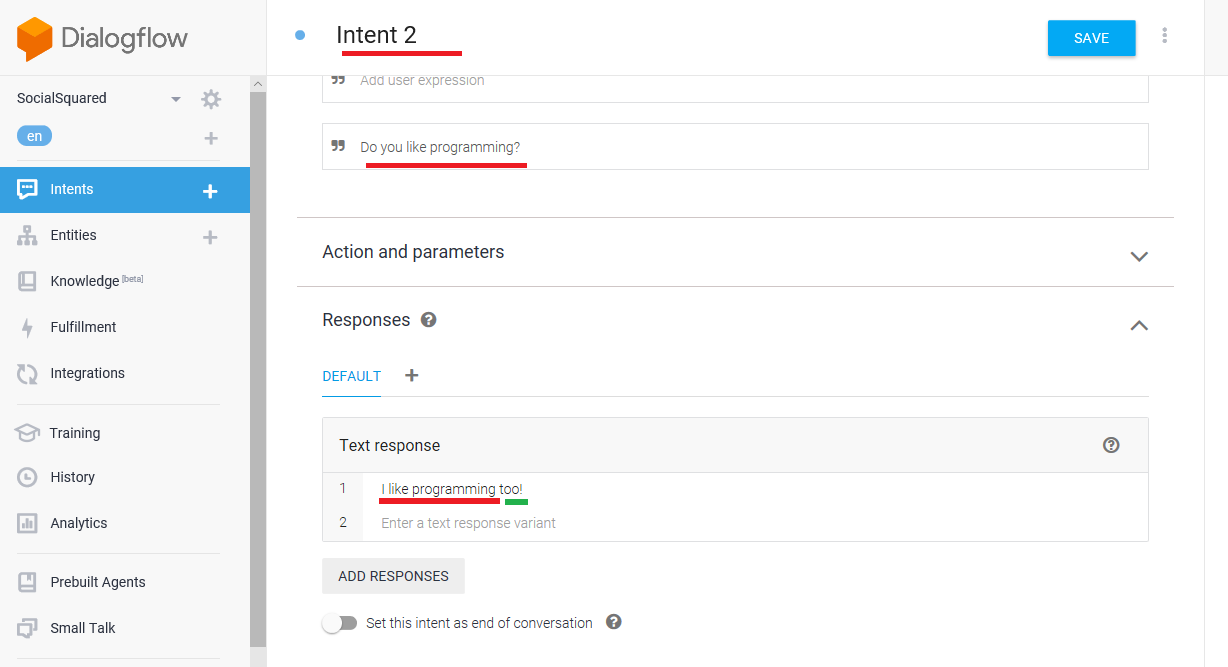 Dialogflow
SocialSquared
en
Intents
Entities
Knowledge [beta]
Fulfillment
Integrations
Training
History
Analytics
Prebuilt Agents
Small Talk
Intent 2
SAVE
Add user expression
Do you like programming?
Action and parameters
Responses
DEFAULT
Text response
1 I like programming too!
2 Enter a text response variant
ADD RESPONSES
Set this intent as end of conversation